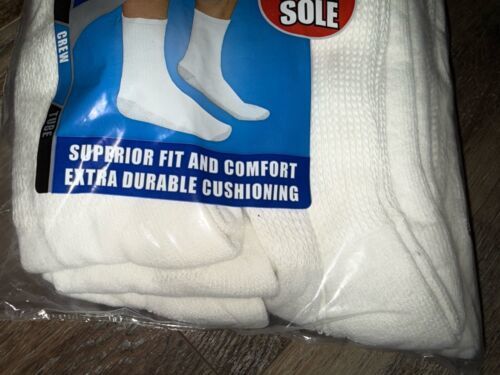 SOLE
CREW
TUBE
SUPERIOR FIT AND COMFORT
EXTRA DURABLE CUSHIONING